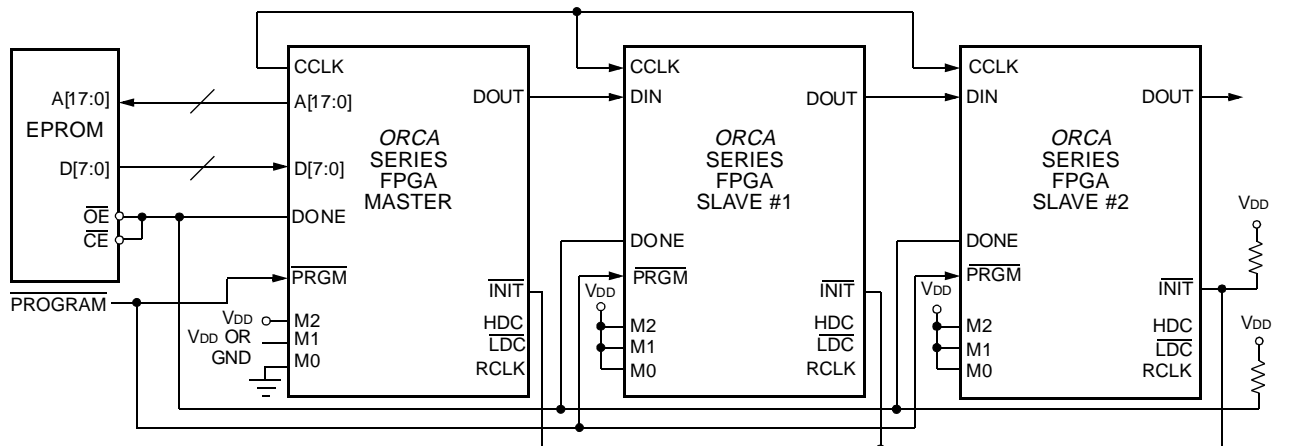 A[17:0]
EPROM
D[7:0]
OE
CE
PROGRAM
CCLK
A[17:0]
DOUT
ORCA
SERIES
FPGA
MASTER
D[7:0]
DONE
PRGM
INIT
VDD
M2
HDC
VDD OR
GND
M1
LDC
M0
RCLK
CCLK
DIN
DOUT
ORCA
SERIES
FPGA
SLAVE #1
DONE
PRGM
VDD
INIT
M2
HDC
M1
LDC
M0
RCLK
CCLK
DIN
DOUT
ORCA
SERIES
FPGA
SLAVE #2
DONE
PRGM
VDD
INIT
M2
HDC
M1
LDC
M0
RCLK
VDD
VDD